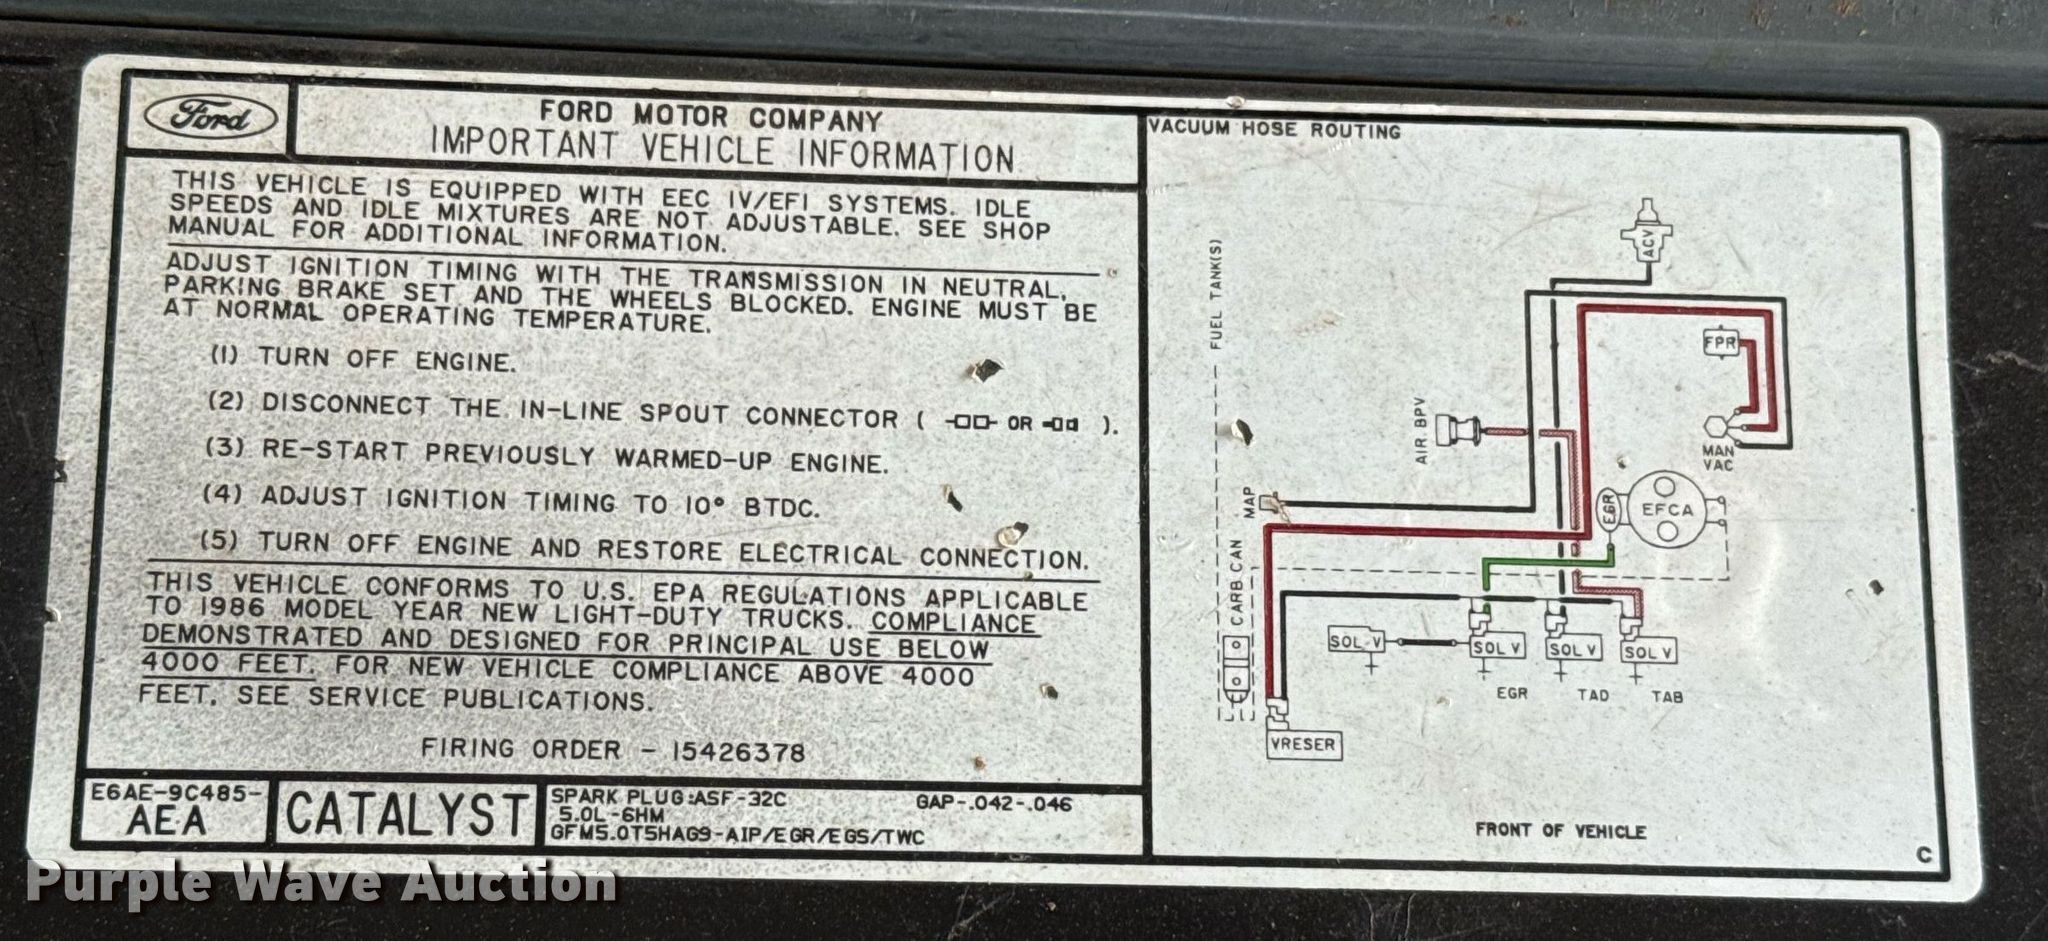 Ford
FORD MOTOR COMPANY
IMPORTANT VEHICLE INFORMATION
THIS VEHICLE IS EQUIPPED WITH EEC IV/EFI SYSTEMS. IDLE
SPEEDS AND IDLE MIXTURES ARE NOT ADJUSTABLE. SEE SHOP
MANUAL FOR ADDITIONAL INFORMATION.
ADJUST IGNITION TIMING WITH THE TRANSMISSION IN NEUTRAL,
PARKING BRAKE SET AND THE WHEELS BLOCKED. ENGINE MUST BE
AT NORMAL OPERATING TEMPERATURE.
(1) TURN OFF ENGINE.
(2) DISCONNECT THE IN-LINE SPOUT CONNECTOR ( OR ).
(3) RE-START PREVIOUSLY WARMED-UP ENGINE.
(4) ADJUST IGNITION TIMING TO 10° BTDC.
(5) TURN OFF ENGINE AND RESTORE ELECTRICAL CONNECTION.
THIS VEHICLE CONFORMS TO U.S. EPA REGULATIONS APPLICABLE
TO 1986 MODEL YEAR NEW LIGHT-DUTY TRUCKS. COMPLIANCE
DEMONSTRATED AND DESIGNED FOR PRINCIPAL USE BELOW
4000 FEET. FOR NEW VEHICLE COMPLIANCE ABOVE 4000
FEET, SEE SERVICE PUBLICATIONS.
FIRING ORDER - 15426378
E6AE-9C485-
AEA
CATALYST
SPARK PLUG:ASF-32C GAP-.042-.046
5.0L-6HM
GFM5.0T5HAG9-AIP/EGR/EGS/TWC
VACUUM HOSE ROUTING
FUEL TANK(S)
ACV
FPR
AIR BPV
MAN
VAC
MAP
EGR
EFCA
CARB CAN
SOL V
SOL V
SOL V
SOL V
EGR
TAD
TAB
VRESER
FRONT OF VEHICLE
C
Purple Wave Auction